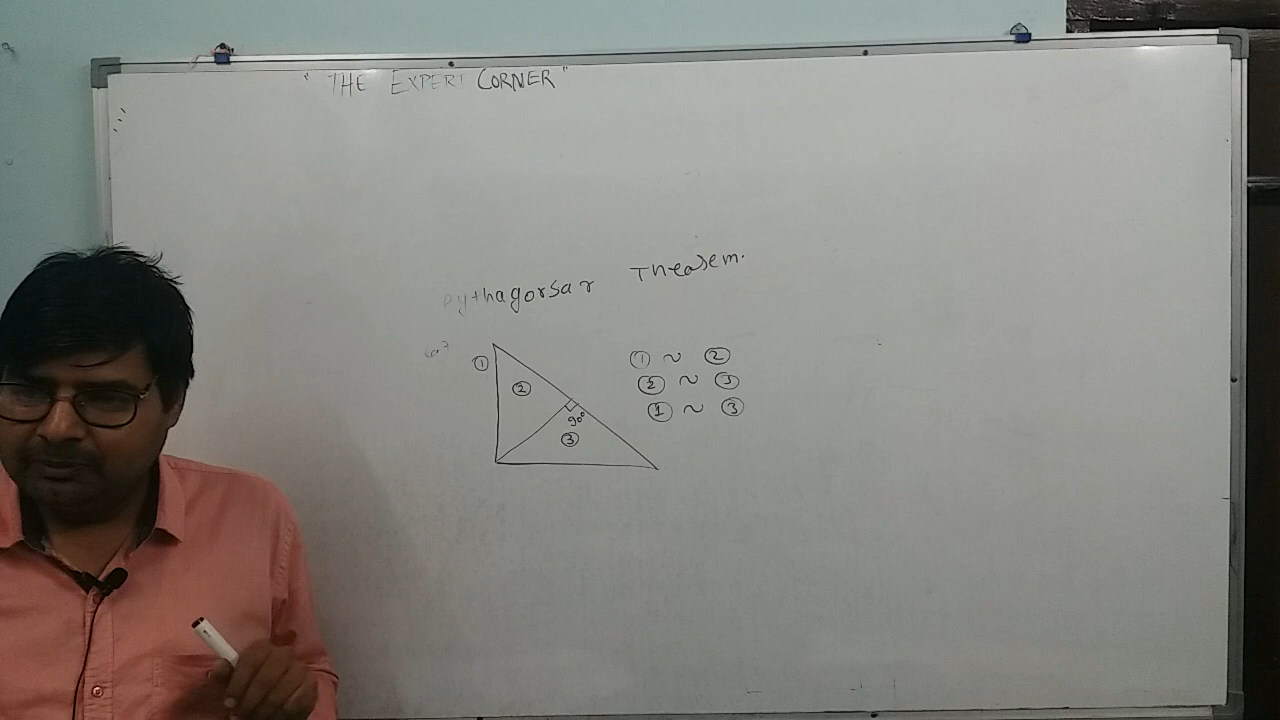 "THE EXPERT CORNER"
Pythagorsar Theorem.
① ② 90° ③
① ~ ②
② ~ ③
① ~ ③